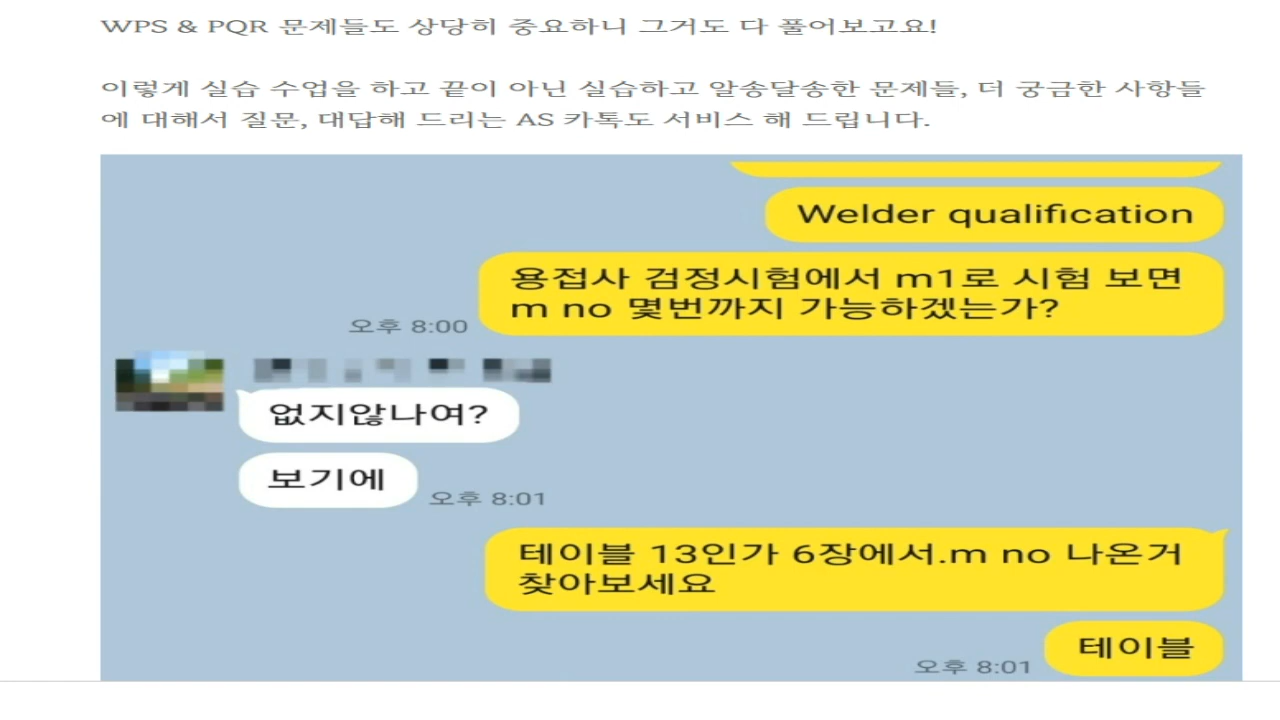 WPS & PQR 문제들도 상당히 중요하니 그거도 다 풀어보고요!
이렇게 실습 수업을 하고 끝이 아닌 실습하고 알송달송한 문제들, 더 궁금한 사항들
에 대해서 질문, 대답해 드리는 AS 카톡도 서비스 해 드립니다.
Welder qualification
용접사 검정시험에서 m1로 시험 보면
m no 몇번까지 가능하겠는가?
오후 8:00
없지않나여?
보기에
오후 8:01
테이블 13인가 6장에서.m no 나온거
찾아보세요
테이블
오후 8:01